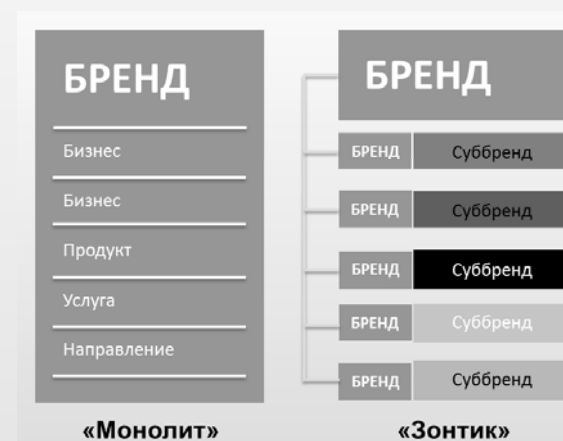 БРЕНД
Бизнес
Бизнес
Продукт
Услуга
Направление
«Монолит»
БРЕНД
БРЕНД Суббренд
БРЕНД Суббренд
БРЕНД Суббренд
БРЕНД Суббренд
БРЕНД Суббренд
«Зонтик»